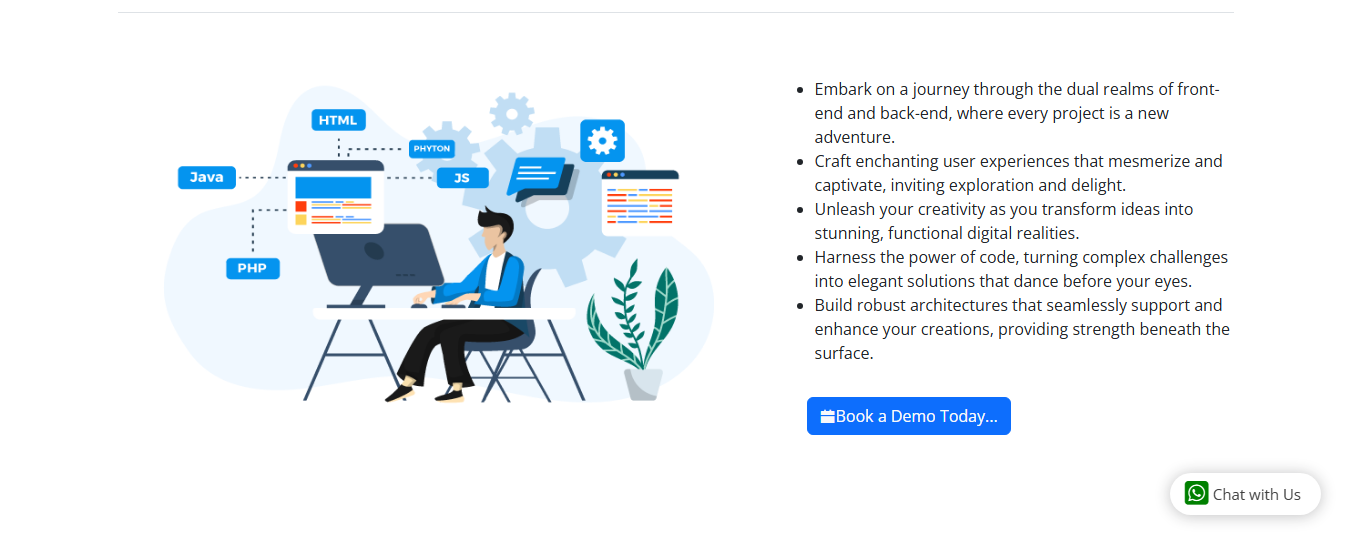 HTML
PHYTON
Java
JS
PHP
Embark on a journey through the dual realms of front-
end and back-end, where every project is a new
adventure.
Craft enchanting user experiences that mesmerize and
captivate, inviting exploration and delight.
Unleash your creativity as you transform ideas into
stunning, functional digital realities.
Harness the power of code, turning complex challenges
into elegant solutions that dance before your eyes.
Build robust architectures that seamlessly support and
enhance your creations, providing strength beneath the
surface.
Book a Demo Today...
Chat with Us